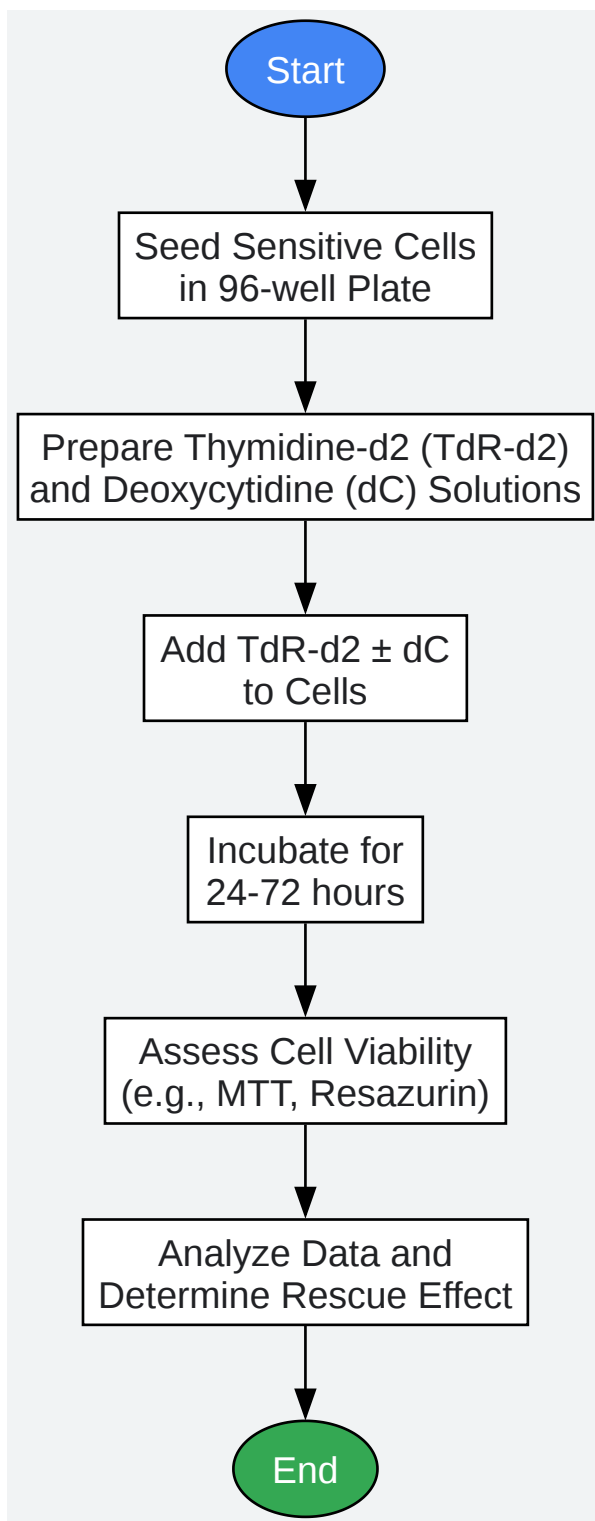 Start
Seed Sensitive Cells
in 96-well Plate
Prepare Thymidine-d2 (TdR-d2)
and Deoxycytidine (dC) Solutions
Add TdR-d2 ± dC
to Cells
Incubate for
24-72 hours
Assess Cell Viability
(e.g., MTT, Resazurin)
Analyze Data and
Determine Rescue Effect
End